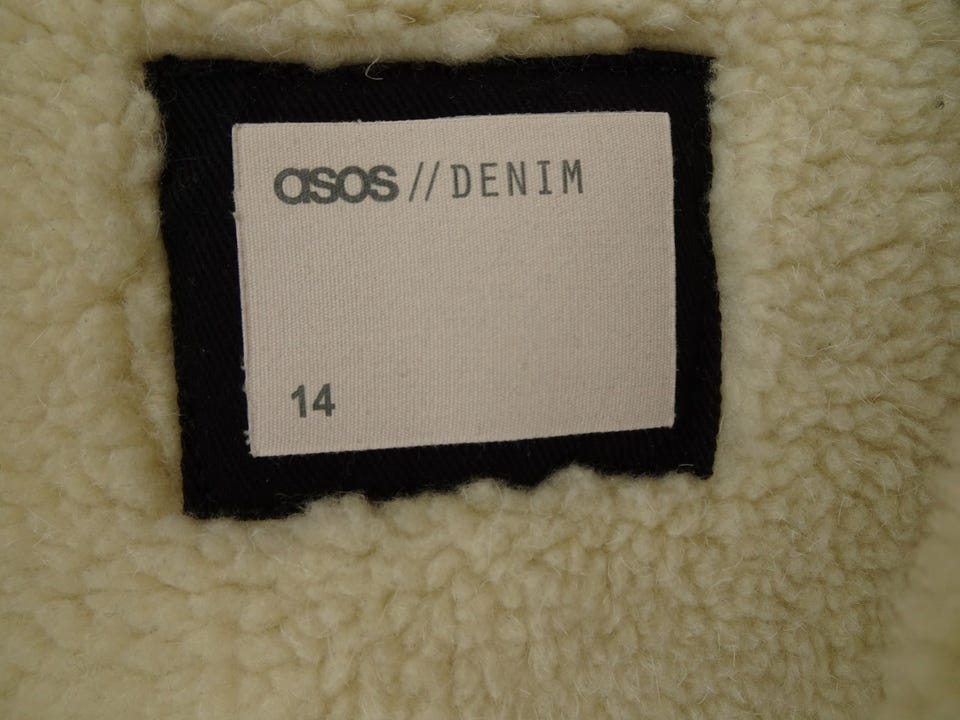 asos // DENIM
14